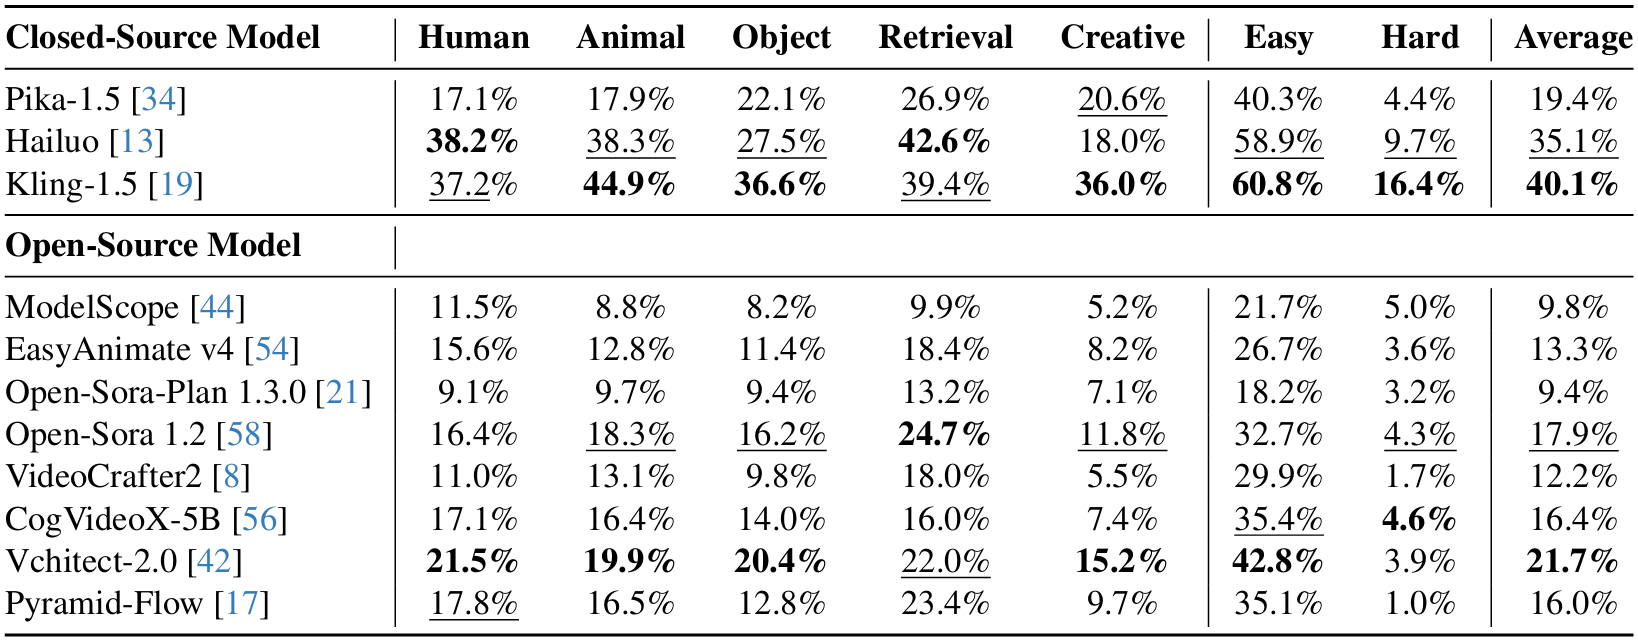 Closed-Source Model Human Animal Object Retrieval Creative Easy Hard Average
Pika-1.5 [34] 17.1% 17.9% 22.1% 26.9% 20.6% 40.3% 4.4% 19.4%
Hailuo [13] 38.2% 38.3% 27.5% 42.6% 18.0% 58.9% 9.7% 35.1%
Kling-1.5 [19] 37.2% 44.9% 36.6% 39.4% 36.0% 60.8% 16.4% 40.1%
Open-Source Model
ModelScope [44] 11.5% 8.8% 8.2% 9.9% 5.2% 21.7% 5.0% 9.8%
EasyAnimate v4 [54] 15.6% 12.8% 11.4% 18.4% 8.2% 26.7% 3.6% 13.3%
Open-Sora-Plan 1.3.0 [21] 9.1% 9.7% 9.4% 13.2% 7.1% 18.2% 3.2% 9.4%
Open-Sora 1.2 [58] 16.4% 18.3% 16.2% 24.7% 11.8% 32.7% 4.3% 17.9%
VideoCrafter2 [8] 11.0% 13.1% 9.8% 18.0% 5.5% 29.9% 1.7% 12.2%
CogVideoX-5B [56] 17.1% 16.4% 14.0% 16.0% 7.4% 35.4% 4.6% 16.4%
Vchitect-2.0 [42] 21.5% 19.9% 20.4% 22.0% 15.2% 42.8% 3.9% 21.7%
Pyramid-Flow [17] 17.8% 16.5% 12.8% 23.4% 9.7% 35.1% 1.0% 16.0%